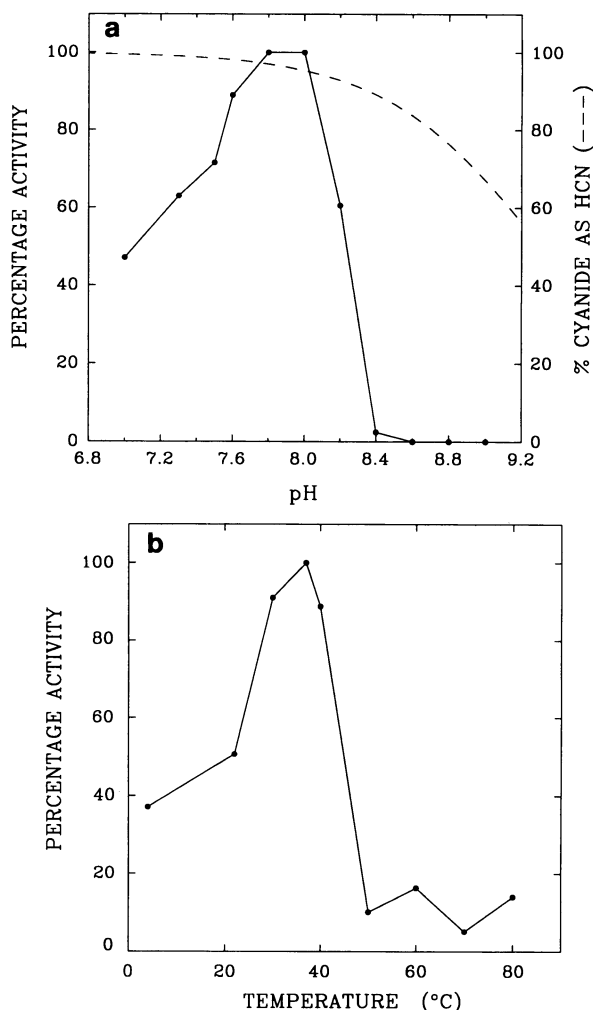 a
100
80
60
40
20
0
PERCENTAGE ACTIVITY
100
80
60
40
20
0
% CYANIDE AS HCN (---)
6.8 7.2 7.6 8.0 8.4 8.8 9.2
pH
b
100
80
60
40
20
0
PERCENTAGE ACTIVITY
0 20 40 60 80
TEMPERATURE (°C)